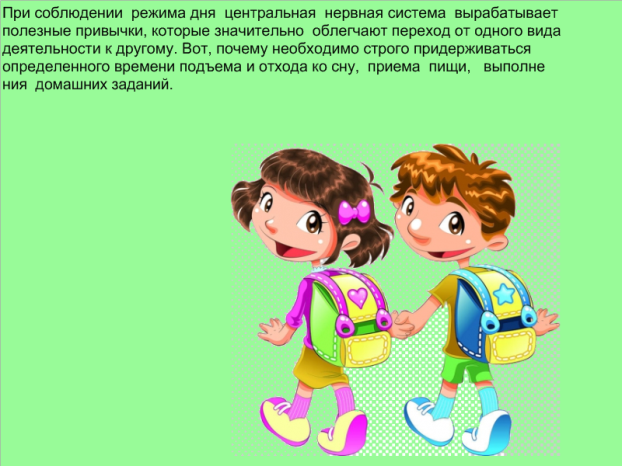 При соблюдении  режима дня  центральная  нервная система  вырабатывает
полезные привычки, которые значительно  облегчают переход от одного вида
деятельности к другому. Вот, почему необходимо строго придерживаться
определенного времени подъема и отхода ко сну,  приема  пищи,   выполне
ния  домашних заданий.